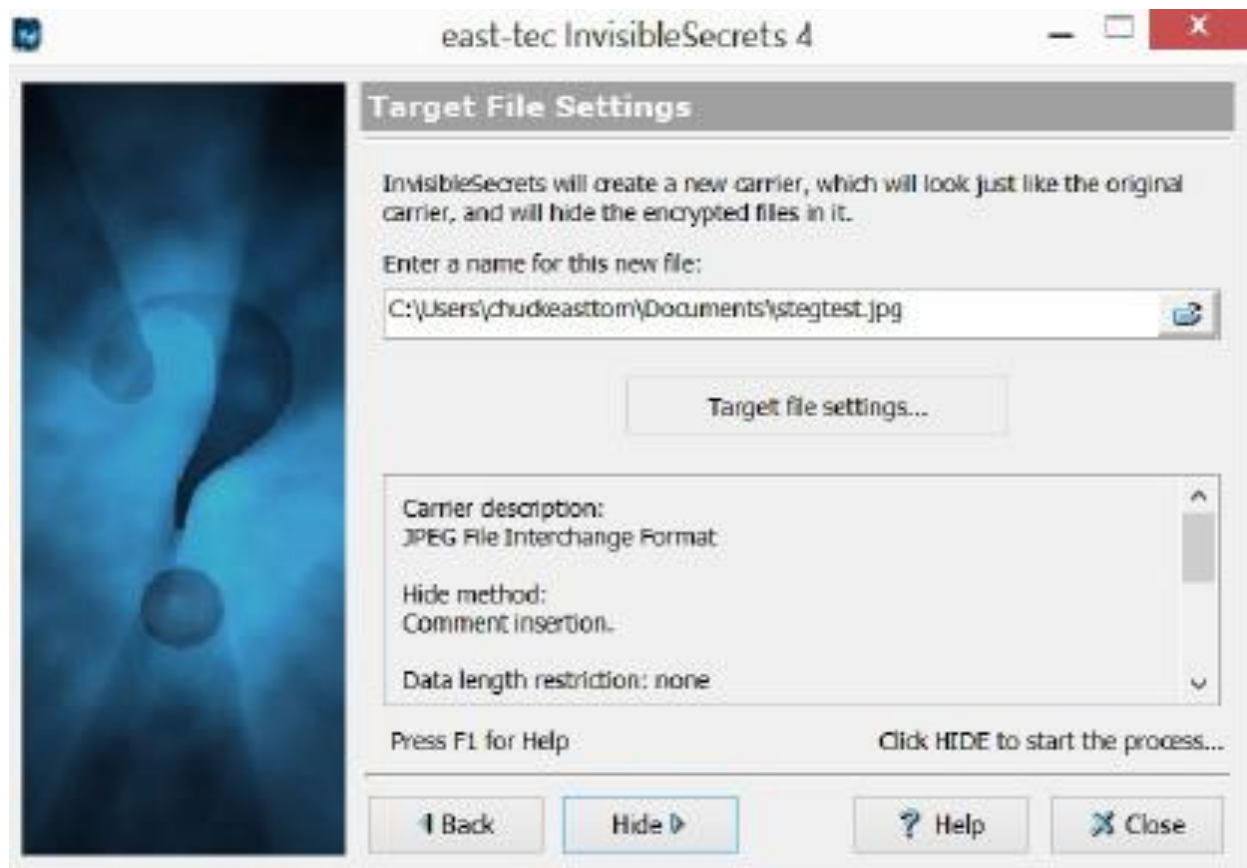 east-tec InvisibleSecrets 4
Target File Settings
InvisibleSecrets will create a new carrier, which will look just like the original
carrier, and will hide the encrypted files in it.
Enter a name for this new file:
C:\Users\chuckeasttom\Documents\istegtest.jpg
Target file settings...
Carrier description:
JPEG File Interchange Format
Hide method:
Comment insertion.
Data length restriction: none
Press F1 for Help
Click HIDE to start the process...
Back
Hide
? Help
Close